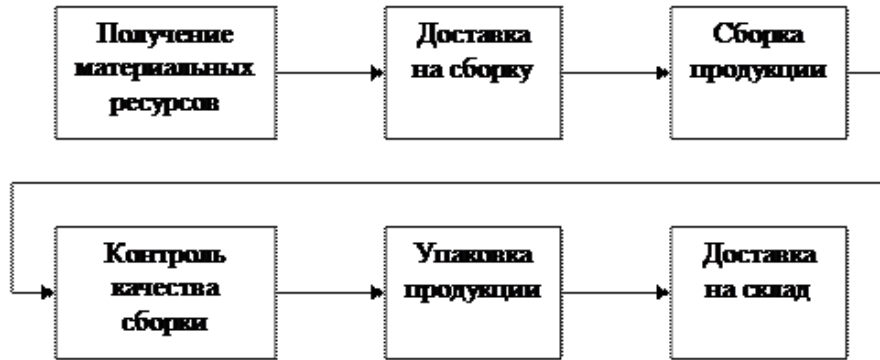 Получение
материальных
ресурсов
Доставка
на сборку
Сборка
продукции
Контроль
качества
сборки
Упаковка
продукции
Доставка
на склад